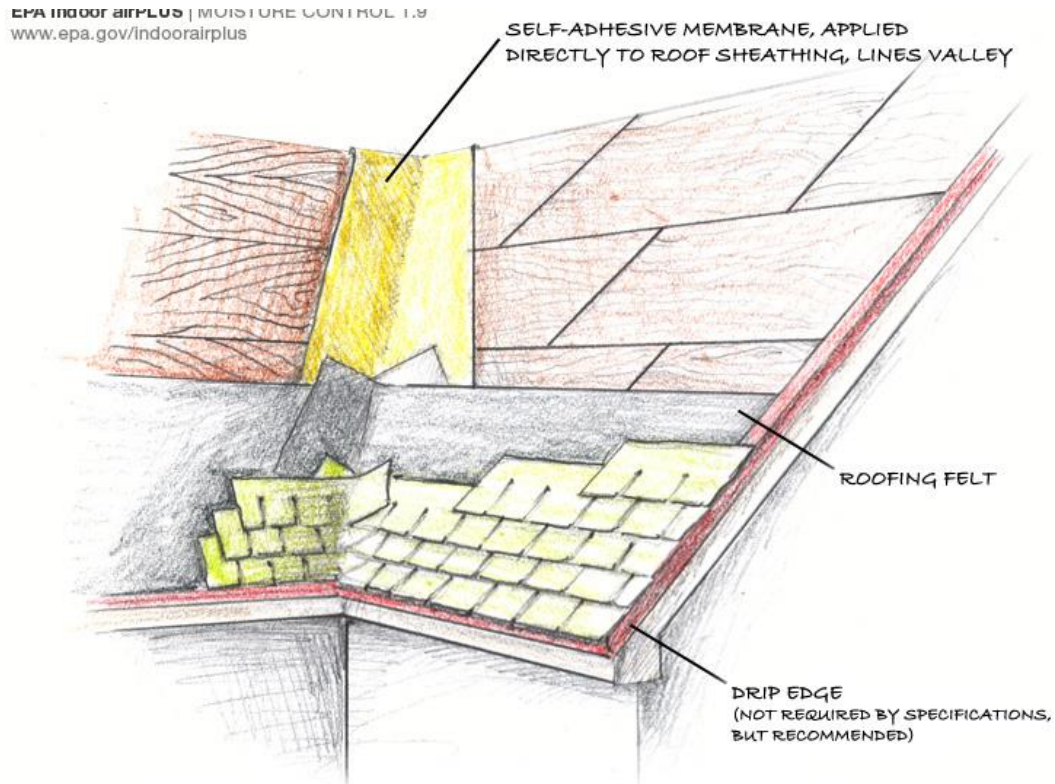 EPA Indoor airPLUS | MOISTURE CONTROL 1.9
www.epa.gov/indoorairplus
SELF-ADHESIVE MEMBRANE, APPLIED
DIRECTLY TO ROOF SHEATHING, LINES VALLEY
ROOFING FELT
DRIP EDGE
(NOT REQUIRED BY SPECIFICATIONS,
BUT RECOMMENDED)